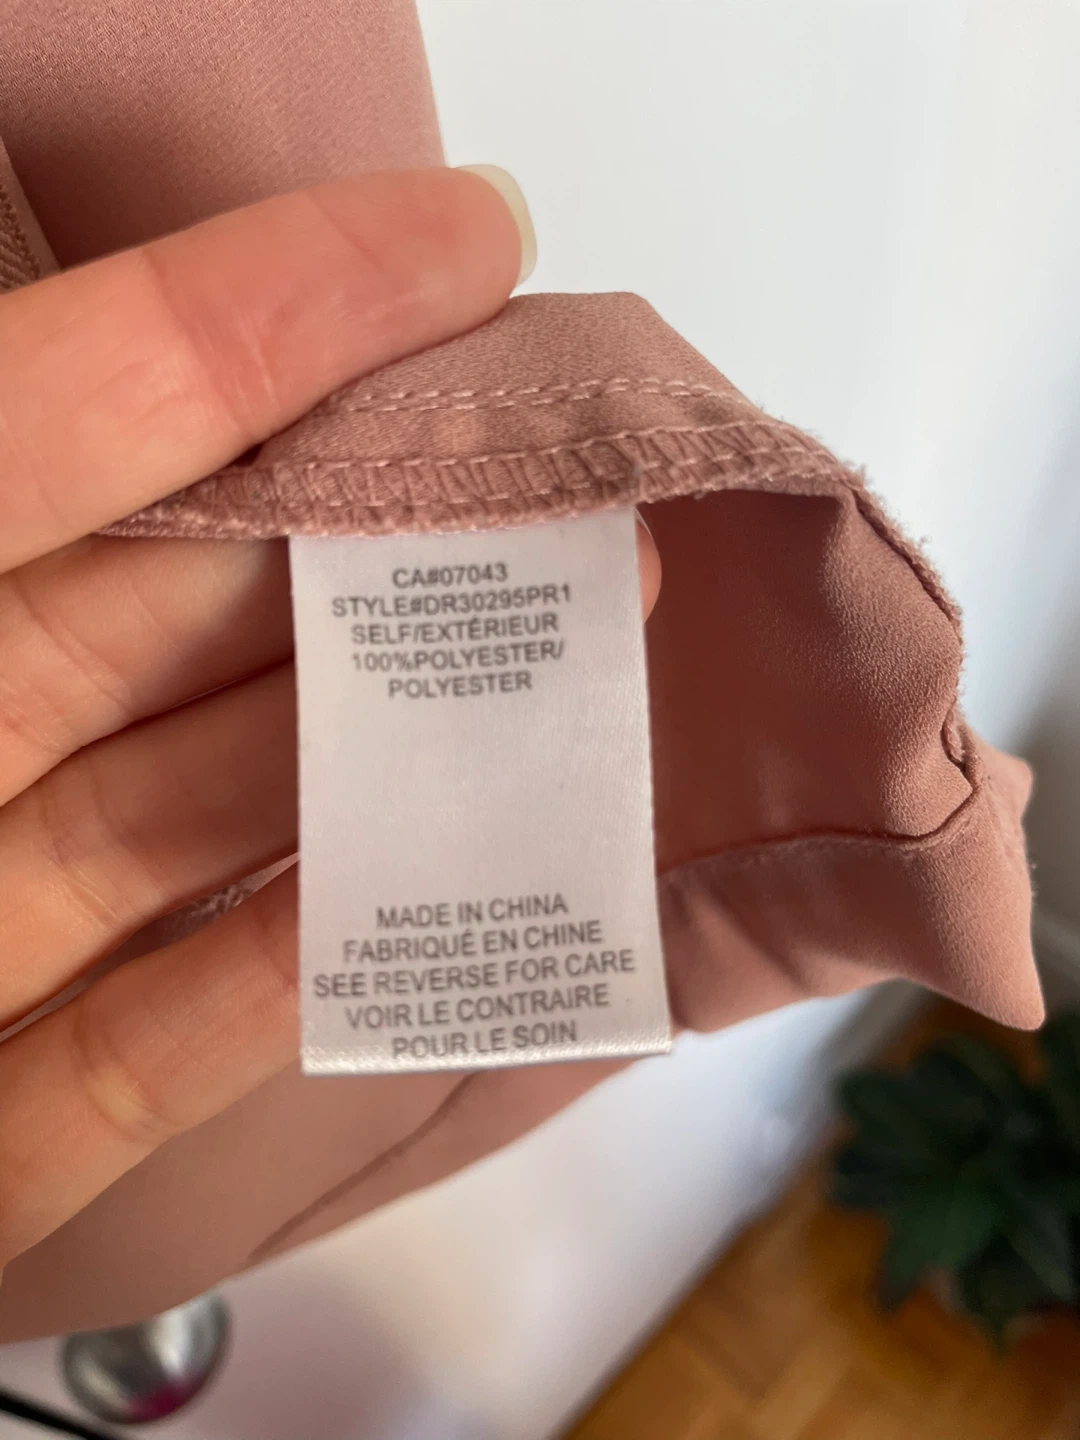 CA#07043
STYLE#DR30295PR1
SELF/EXTÉRIEUR
100%POLYESTER/
POLYESTER
MADE IN CHINA
FABRIQUÉ EN CHINE
SEE REVERSE FOR CARE
VOIR LE CONTRAIRE
POUR LE SOIN